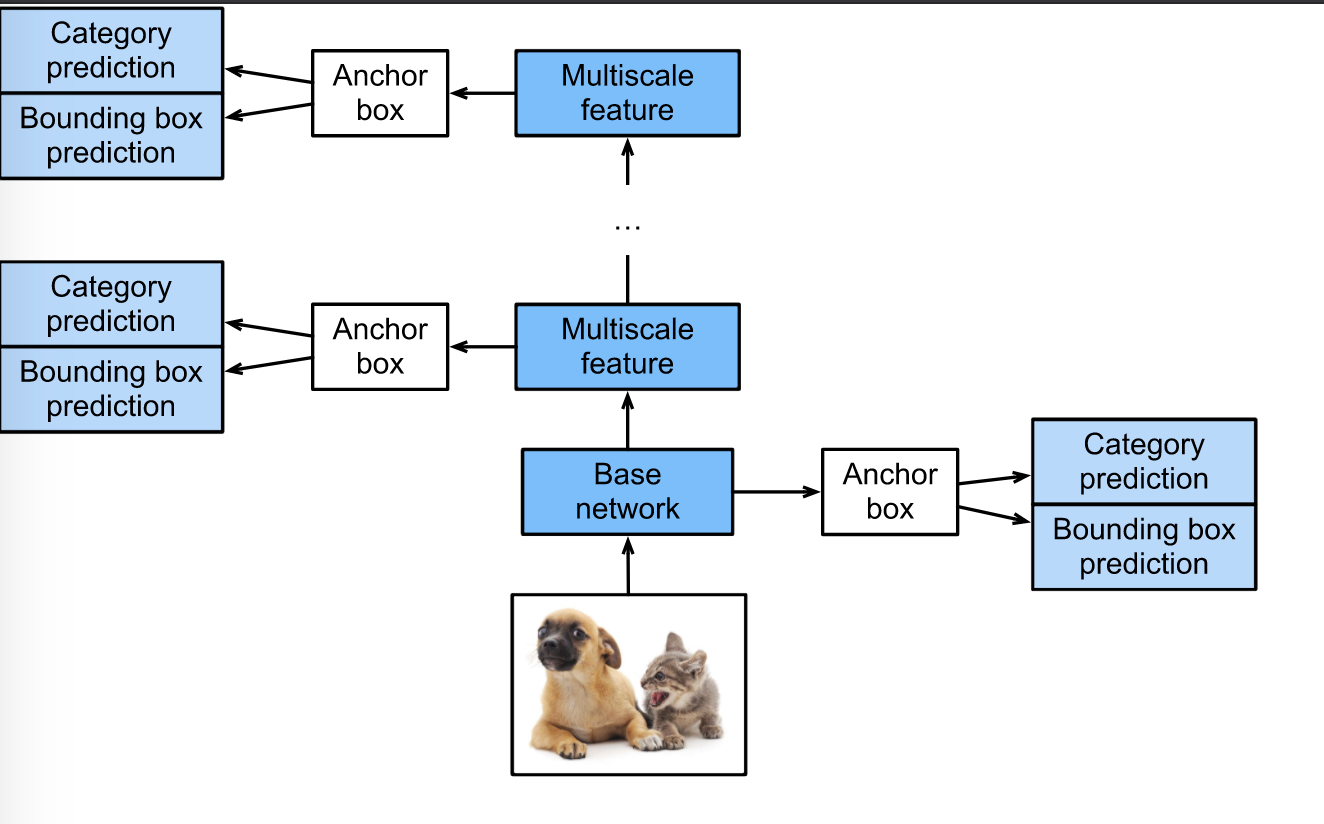 Category
prediction
Bounding box
prediction
Anchor
box
Multiscale
feature
...
Category
prediction
Bounding box
prediction
Anchor
box
Multiscale
feature
Base
network
Anchor
box
Category
prediction
Bounding box
prediction